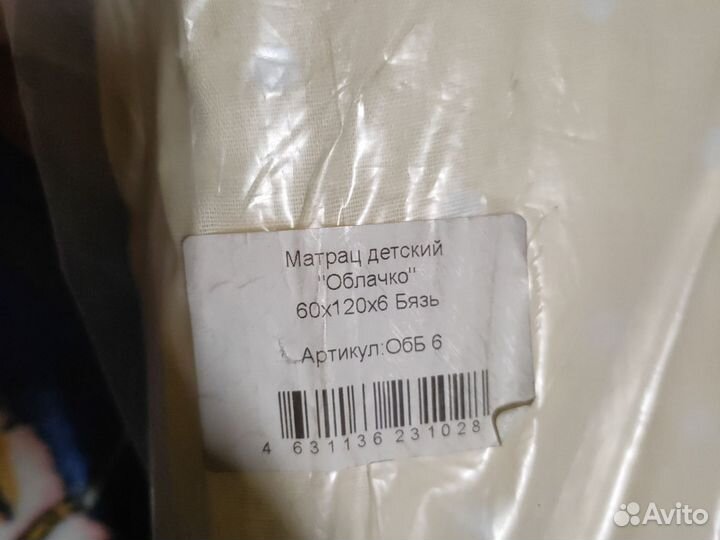 Матрац детский
"Облачко"
60х120х6 Бязь
Артикул:ОбБ 6
4 631136 231028
Avito